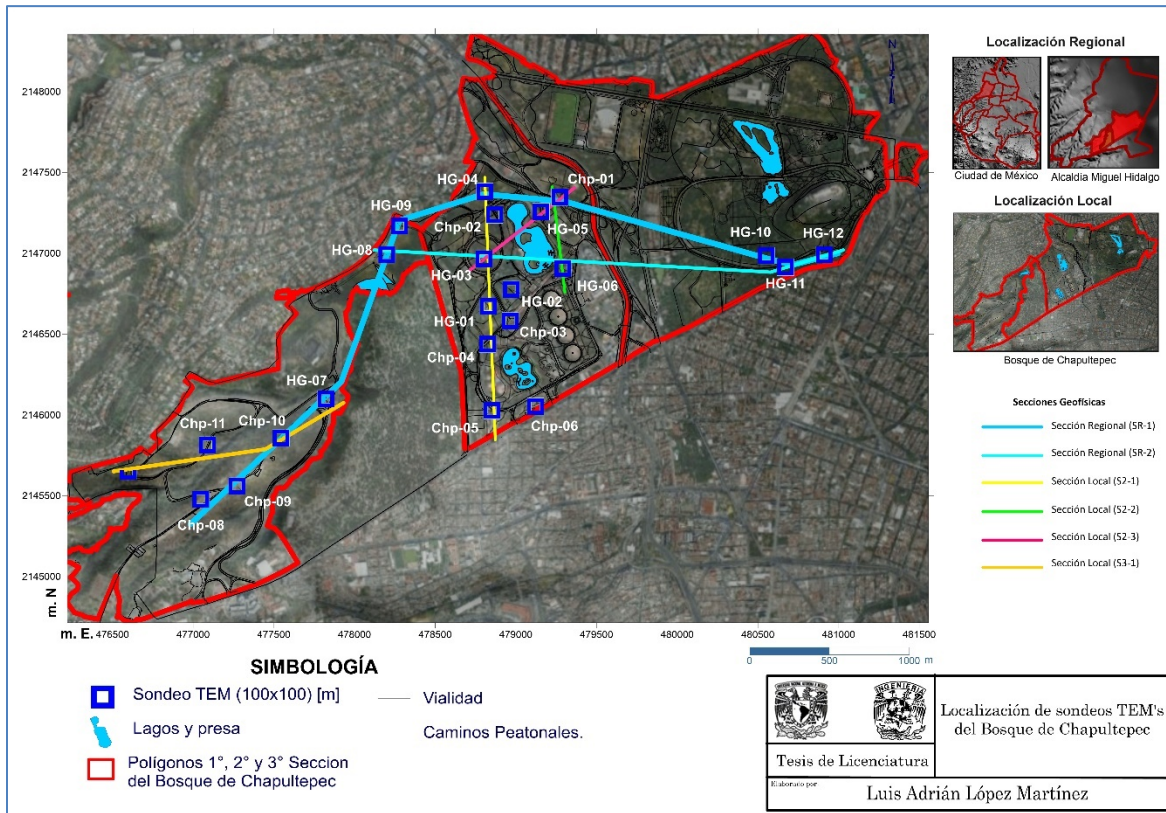 N
2148000
2147500
2147000
2146500
2146000
2145500
2145000
m. N
m. E.
476500
477000
477500
478000
478500
479000
479500
480000
480500
481000
481500
HG-04
Chp-01
HG-09
Chp-02
HG-05
HG-10
HG-12
HG-08
HG-03
HG-06
HG-11
HG-02
HG-01
Chp-03
Chp-04
HG-07
Chp-05
Chp-06
Chp-11
Chp-10
Chp-09
Chp-08
0
500
1000 m
Localización Regional
Ciudad de México
Alcaldia Miguel Hidalgo
Localización Local
Bosque de Chapultepec
Secciones Geofísicas
Sección Regional (SR-1)
Sección Regional (SR-2)
Sección Local (S2-1)
Sección Local (S2-2)
Sección Local (S2-3)
Sección Local (S3-1)
SIMBOLOGÍA
Sondeo TEM (100x100) [m]
Lagos y presa
Polígonos 1°, 2° y 3° Seccion
del Bosque de Chapultepec
Vialidad
Caminos Peatonales.
INGENIERIA
Localización de sondeos TEM's
del Bosque de Chapultepec
Tesis de Licenciatura
Elaborado por
Luis Adrián López Martínez